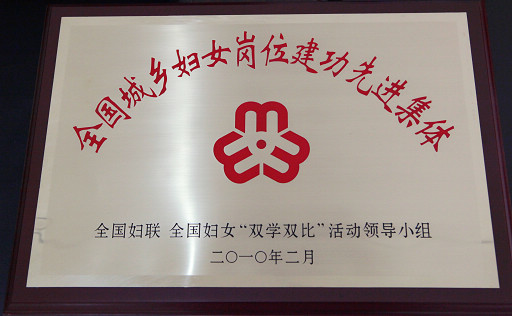 全国城乡妇女岗位建功先进集体
全国妇联 全国妇女“双学双比”活动领导小组
二〇一〇年二月